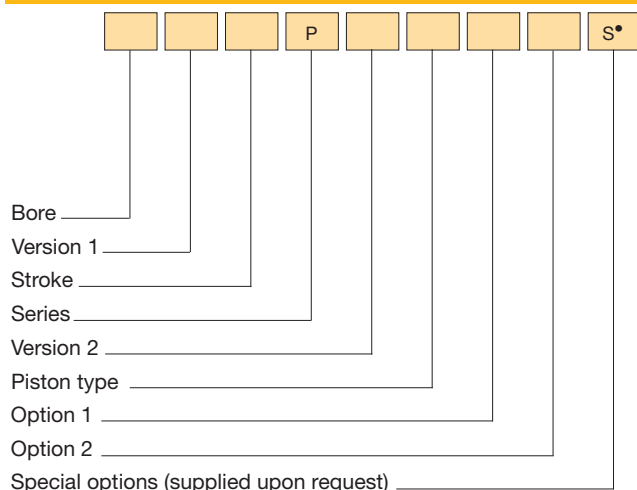 P S•
Bore
Version 1
Stroke
Series
Version 2
Piston type
Option 1
Option 2
Special options (supplied upon request)